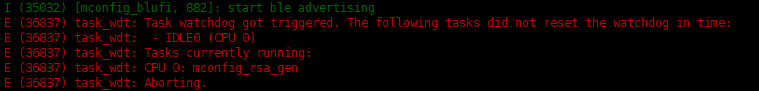 I (35032) [mconfig_blufi, 882]: start ble advertising
E (36837) task_wdt: Task watchdog got triggered. The following tasks did not reset the watchdog in time:
E (36837) task_wdt:  - IDLE0 (CPU 0)
E (36837) task_wdt: Tasks currently running:
E (36837) task_wdt: CPU 0: mconfig_rsa_gen
E (36837) task_wdt: Aborting.